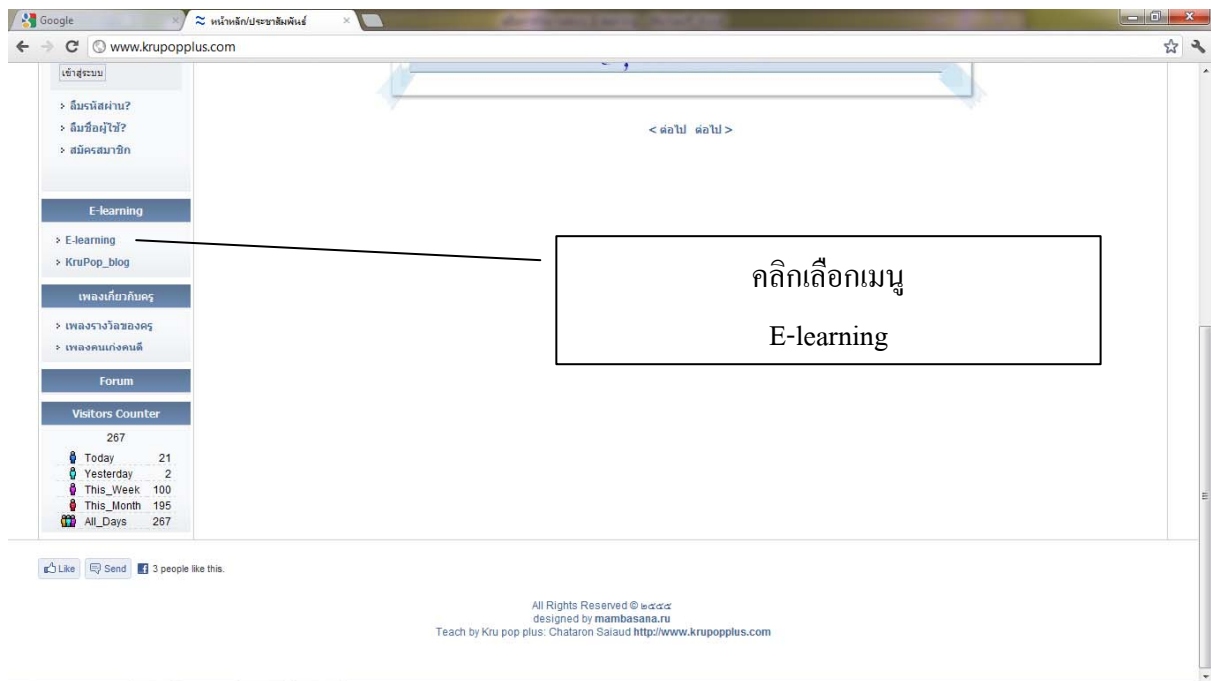 Google
หน้าหลัก/ประชาสัมพันธ์
www.krupopplus.com
เข้าสู่ระบบ
ลืมรหัสผ่าน?
ลืมชื่อผู้ใช้?
สมัครสมาชิก
< ต่อไป ต่อไป >
E-learning
E-learning
KruPop_blog
เพลงเกี่ยวกับครู
เพลงรางวัลของครู
เพลงคนเก่งคนดี
Forum
Visitors Counter
267
Today 21
Yesterday 2
This_Week 100
This_Month 195
All_Days 267
คลิกเลือกเมนู
E-learning
Like Send 3 people like this.
All Rights Reserved © ๒๕๕๔
designed by mambasana.ru
Teach by Kru pop plus: Chataron Saiaud http://www.krupopplus.com